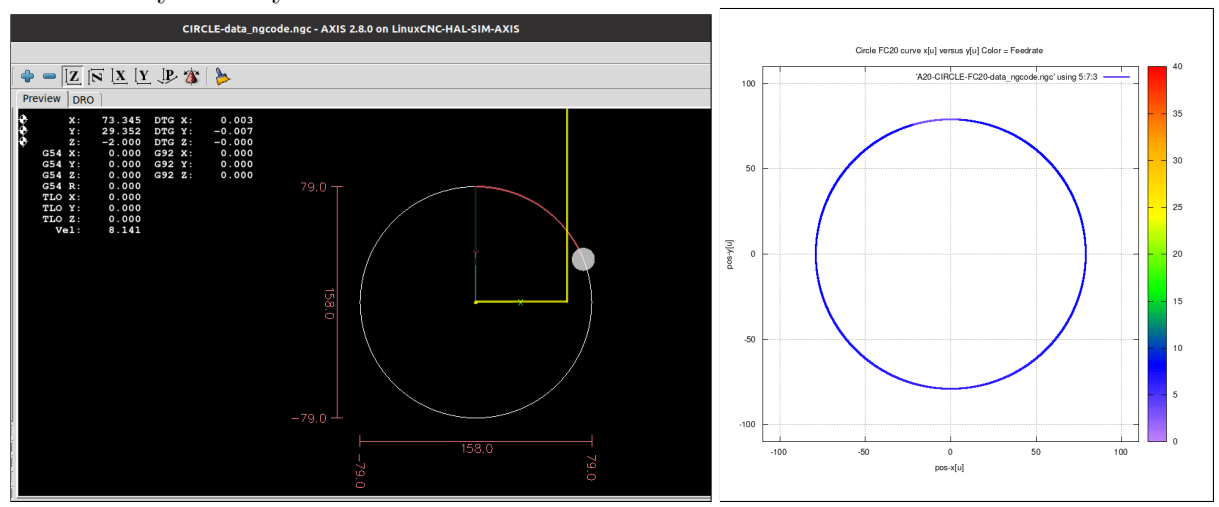 CIRCLE-data_ngcode.ngc - AXIS 2.8.0 on LinuxCNC-HAL-SIM-AXIS
Z N X Y P
Preview DRO
X: 73.345 DTG X: 0.003
Y: 29.352 DTG Y: -0.007
Z: -2.000 DTG Z: -0.000
G54 X: 0.000 G92 X: 0.000
G54 Y: 0.000 G92 Y: 0.000
G54 Z: 0.000 G92 Z: 0.000
G54 R: 0.000
TLO X: 0.000
TLO Y: 0.000
TLO Z: 0.000
Vel: 8.141
79.0
158.0
-79.0
Y
X
158.0
-79.0
79.0
Circle FC20 curve x[u] versus y[u] Color = Feedrate
'A20-CIRCLE-FC20-data_ngcode.ngc' using 5:7:3
100
50
0
-50
-100
pos-y[u]
-100 -50 0 50 100
pos-x[u]
40
35
30
25
20
15
10
5
0